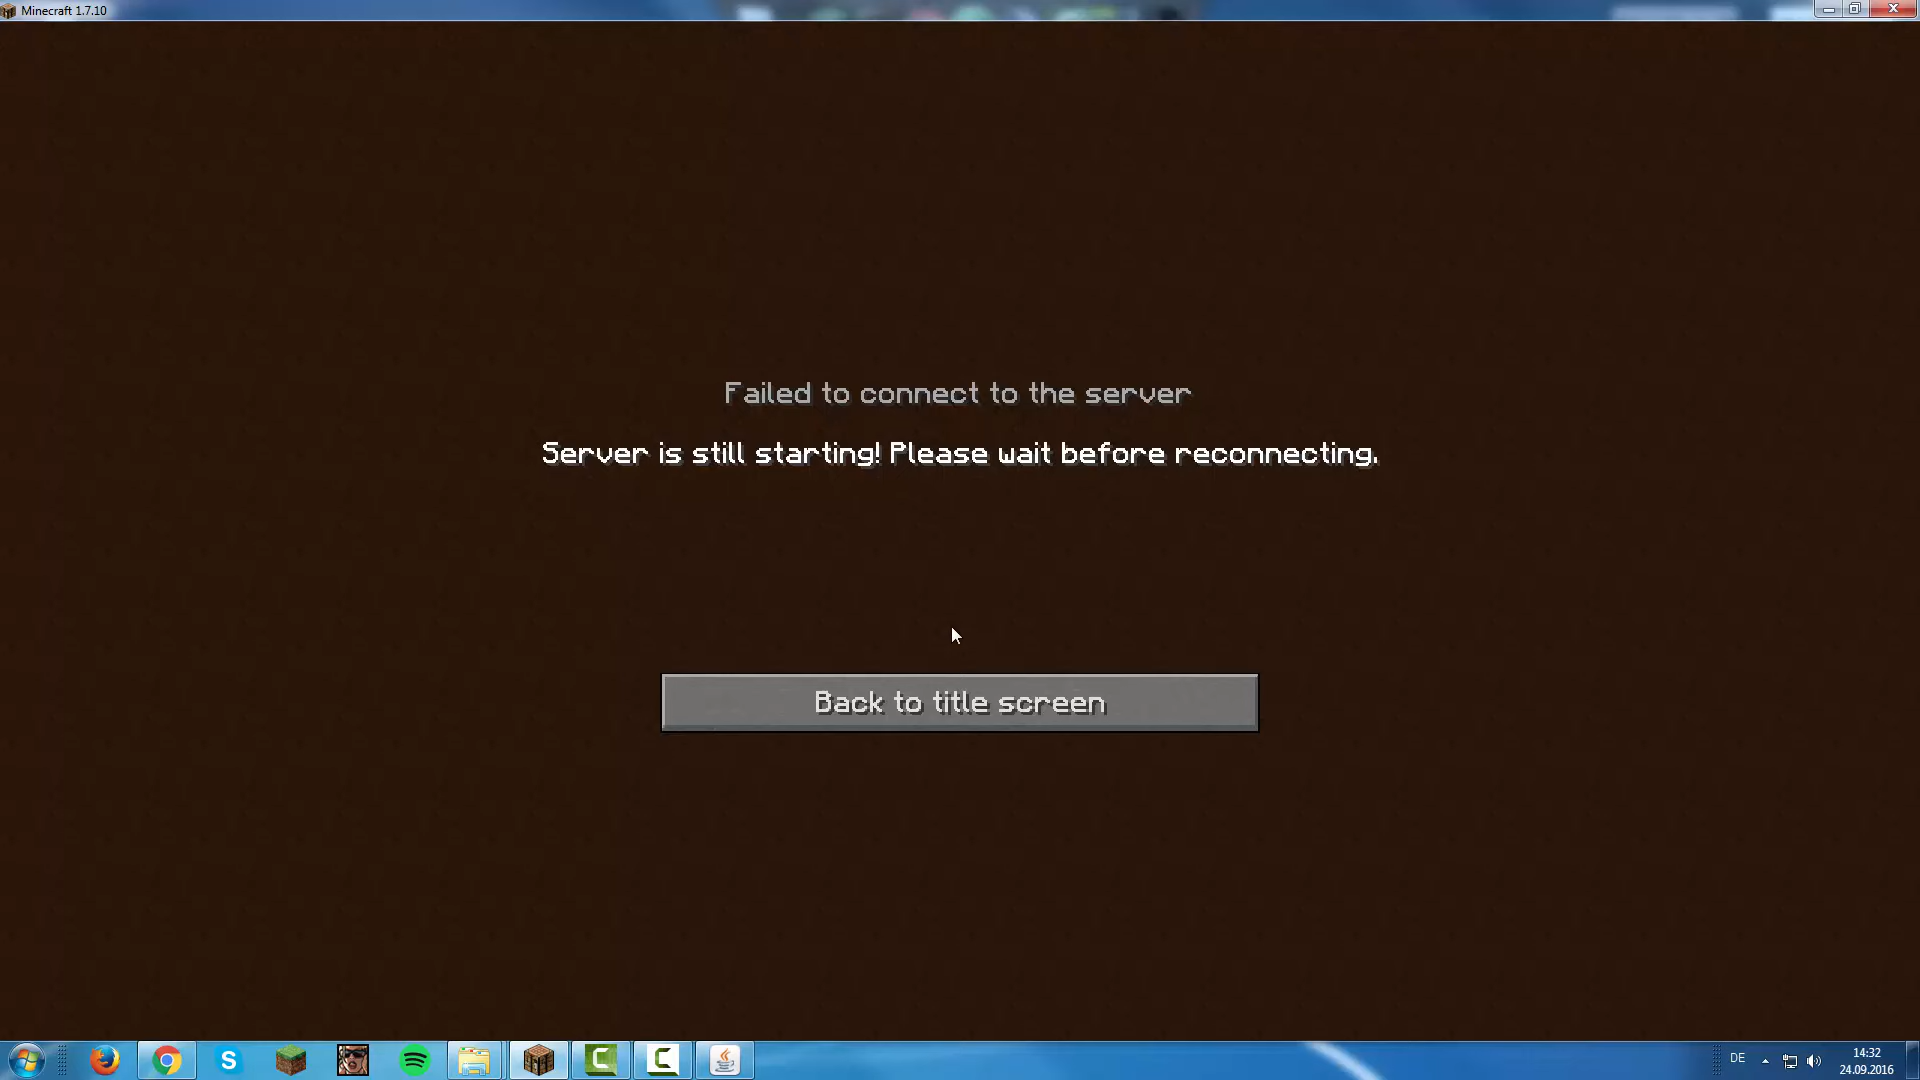 Minecraft 1.7.10
Failed to connect to the server
Server is still starting! Please wait before reconnecting.
Back to title screen
DE
14:32
24.09.2016